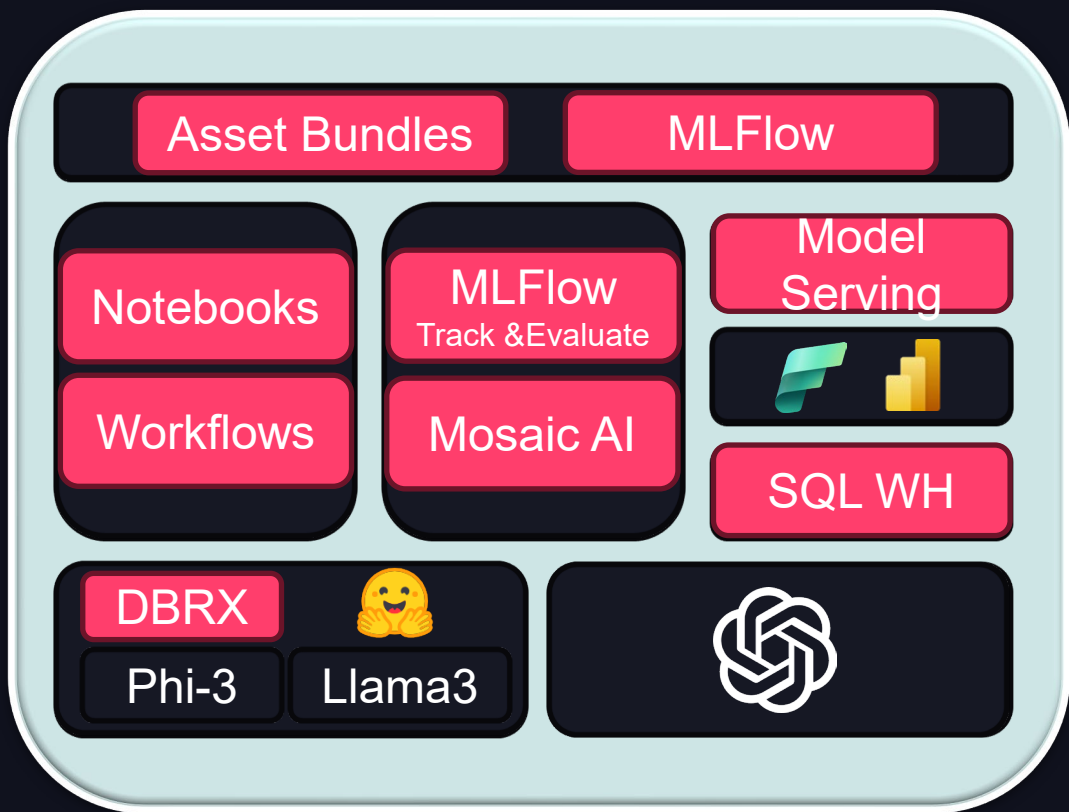 Asset Bundles
MLFlow
Notebooks
Workflows
MLFlow
Track &Evaluate
Mosaic AI
Model
Serving
SQL WH
DBRX
Phi-3
Llama3